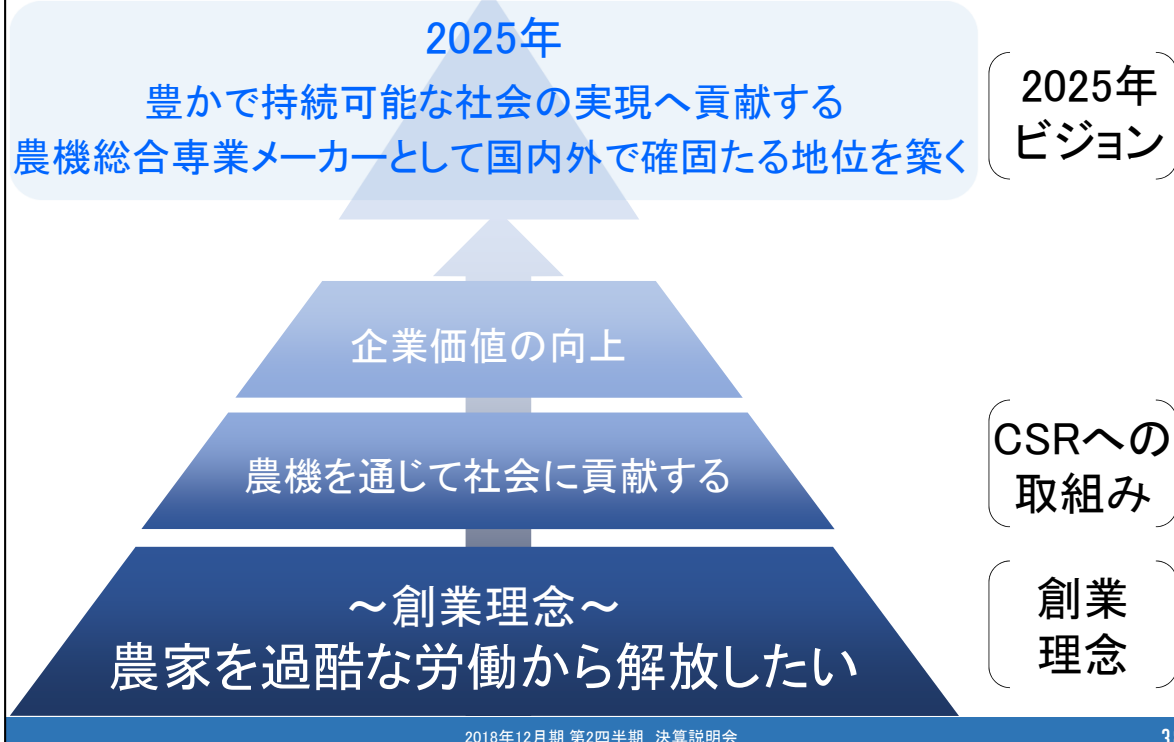 2025年
豊かで持続可能な社会の実現へ貢献する
農機総合専業メーカーとして国内外で確固たる地位を築く
2025年
ビジョン
企業価値の向上
農機を通じて社会に貢献する
CSRへの
取組み
～創業理念～
農家を過酷な労働から解放したい
創業
理念
2018年12月期 第2四半期 決算説明会
3